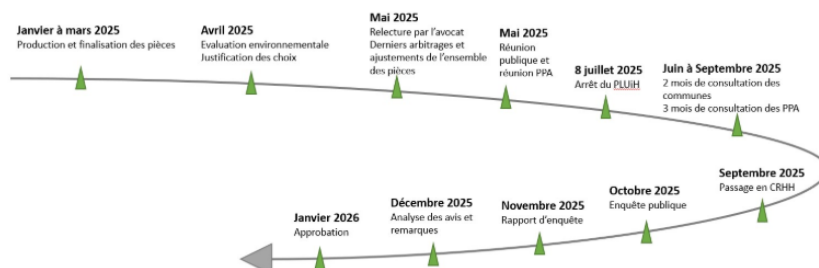 Janvier à mars 2025
Production et finalisation des pièces
Avril 2025
Evaluation environnementale
Justification des choix
Mai 2025
Relecture par l'avocat
Derniers arbitrages et
ajustements de l'ensemble
des pièces
Mai 2025
Réunion
publique et
réunion PPA
8 juillet 2025
Arrêt du PLUiH
Juin à Septembre 2025
2 mois de consultation des
communes
3 mois de consultation des PPA
Septembre 2025
Passage en CRHH
Octobre 2025
Enquête publique
Novembre 2025
Rapport d'enquête
Décembre 2025
Analyse des avis et
remarques
Janvier 2026
Approbation